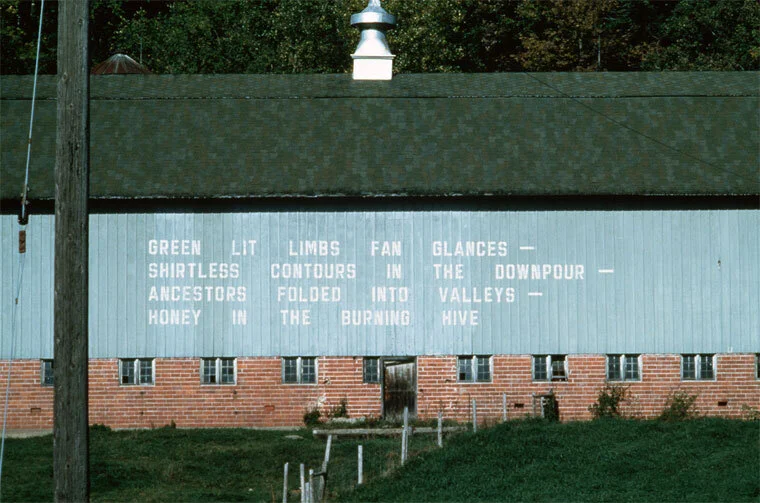 GREEN LIT LIMBS FAN GLANCES —
SHIRTLESS CONTOURS IN THE DOWNPOUR —
ANCESTORS FOLDED INTO VALLEYS —
HONEY IN THE BURNING HIVE